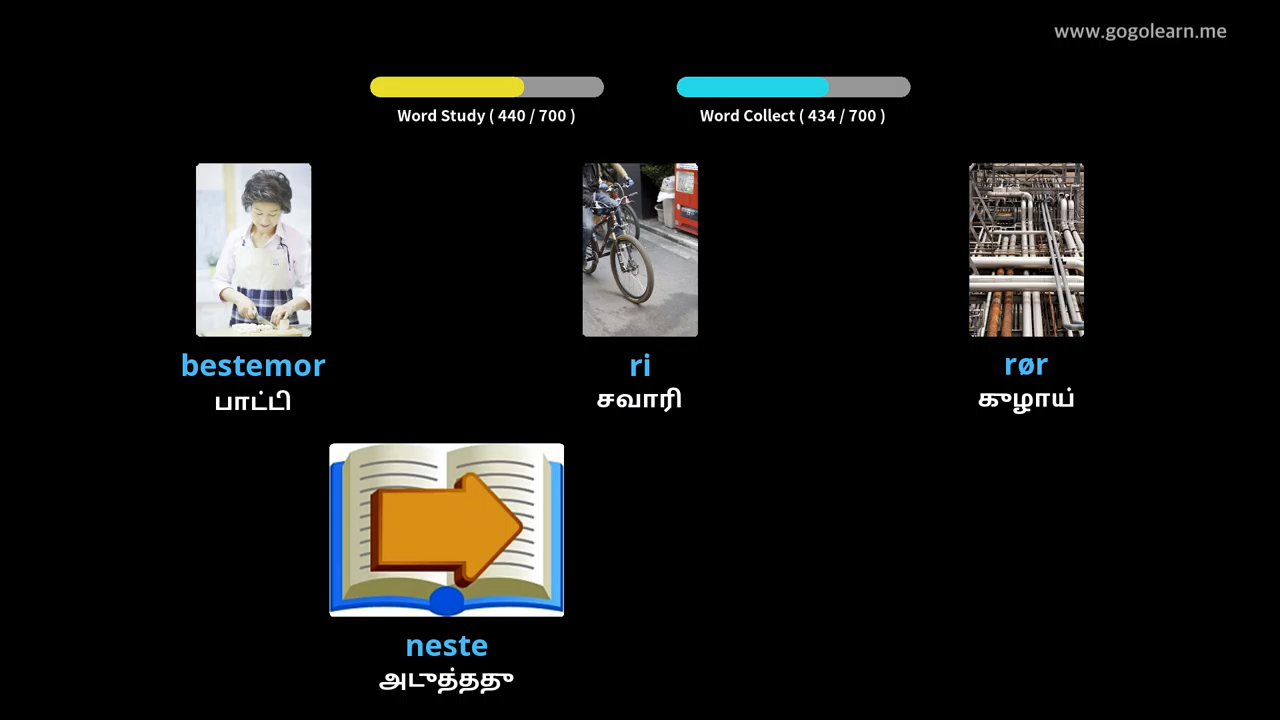 www.gogolearn.me
Word Study ( 440 / 700 )
Word Collect ( 434 / 700 )
bestemor
பாட்டி
ri
சவாரி
rør
குழாய்
neste
அடுத்தது